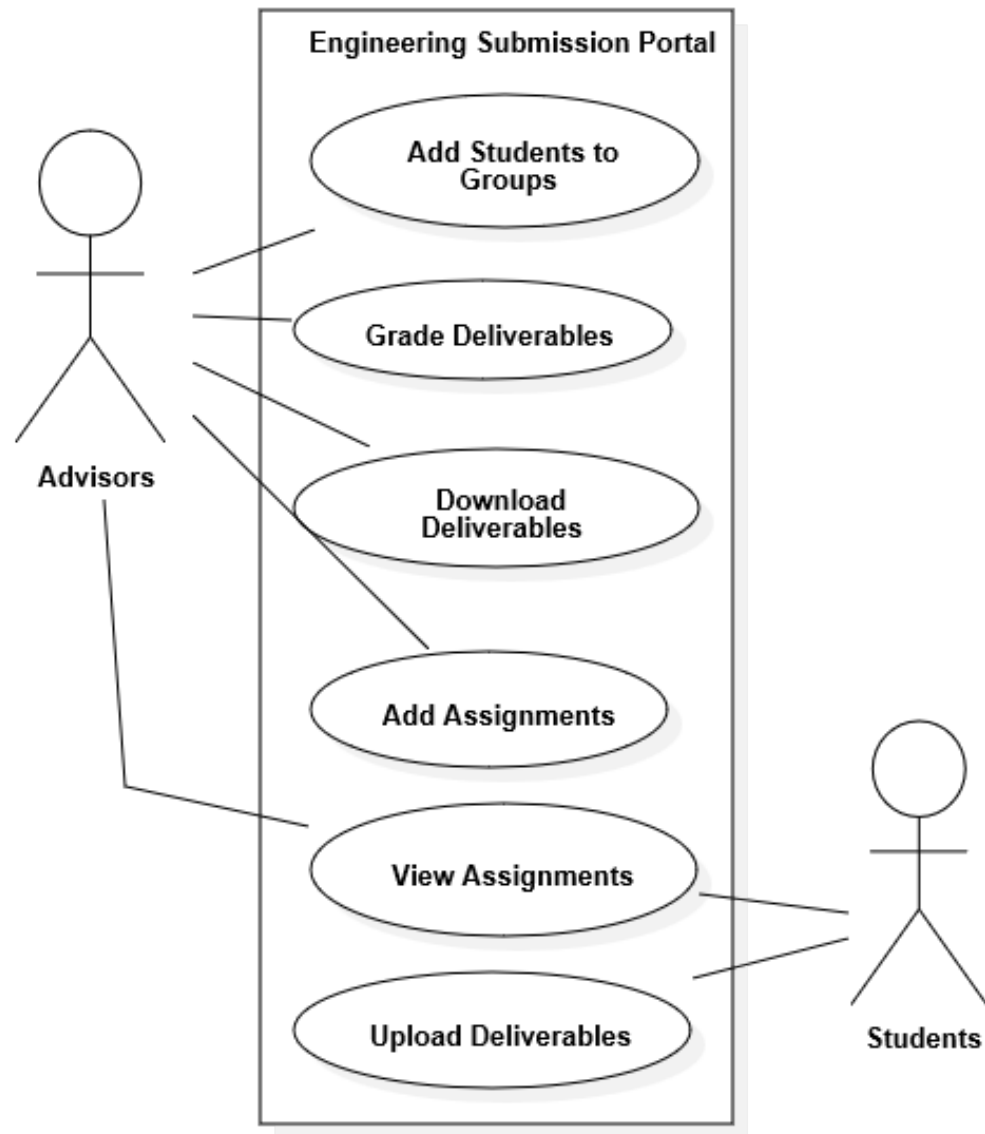 Engineering Submission Portal
Add Students to
Groups
Grade Deliverables
Advisors
Download
Deliverables
Add Assignments
View Assignments
Upload Deliverables
Students